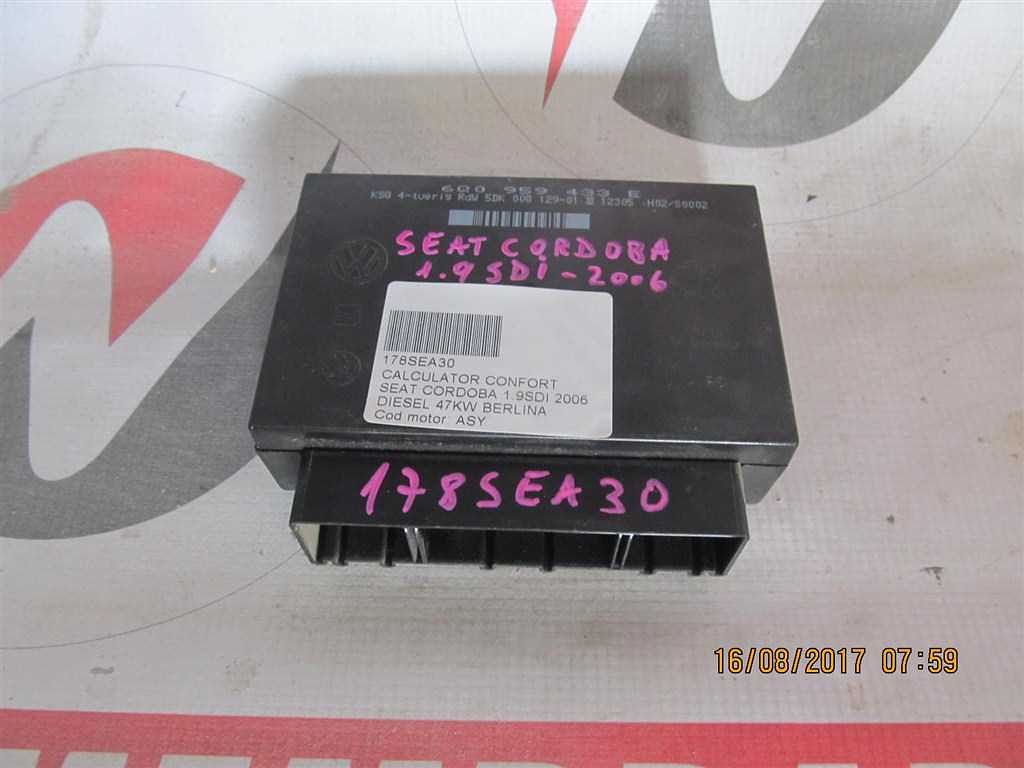 6Q0 959 433 E
KSG 4-tuerig RdW SDK 000 129-01 12305 H02/S0002
SEAT CORDOBA
1.9 SDI - 2006
178SEA30
CALCULATOR CONFORT
SEAT CORDOBA 1.9SDI 2006
DIESEL 47KW BERLINA
Cod motor: ASY
178SEA30
16/08/2017 07:59